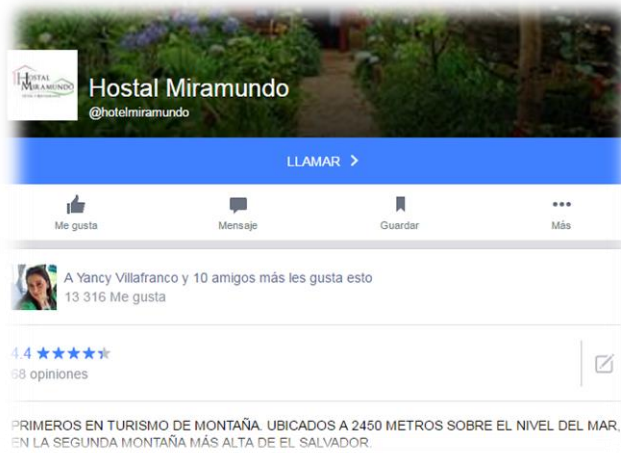 HOSTAL
MIRAMUNDO
Hostal Miramundo
@hotelmiramundo
LLAMAR >
Me gusta
Mensaje
Guardar
Más
A Yancy Villafranco y 10 amigos más les gusta esto
13 316 Me gusta
4.4
68 opiniones
PRIMEROS EN TURISMO DE MONTAÑA. UBICADOS A 2450 METROS SOBRE EL NIVEL DEL MAR,
EN LA SEGUNDA MONTAÑA MÁS ALTA DE EL SALVADOR.